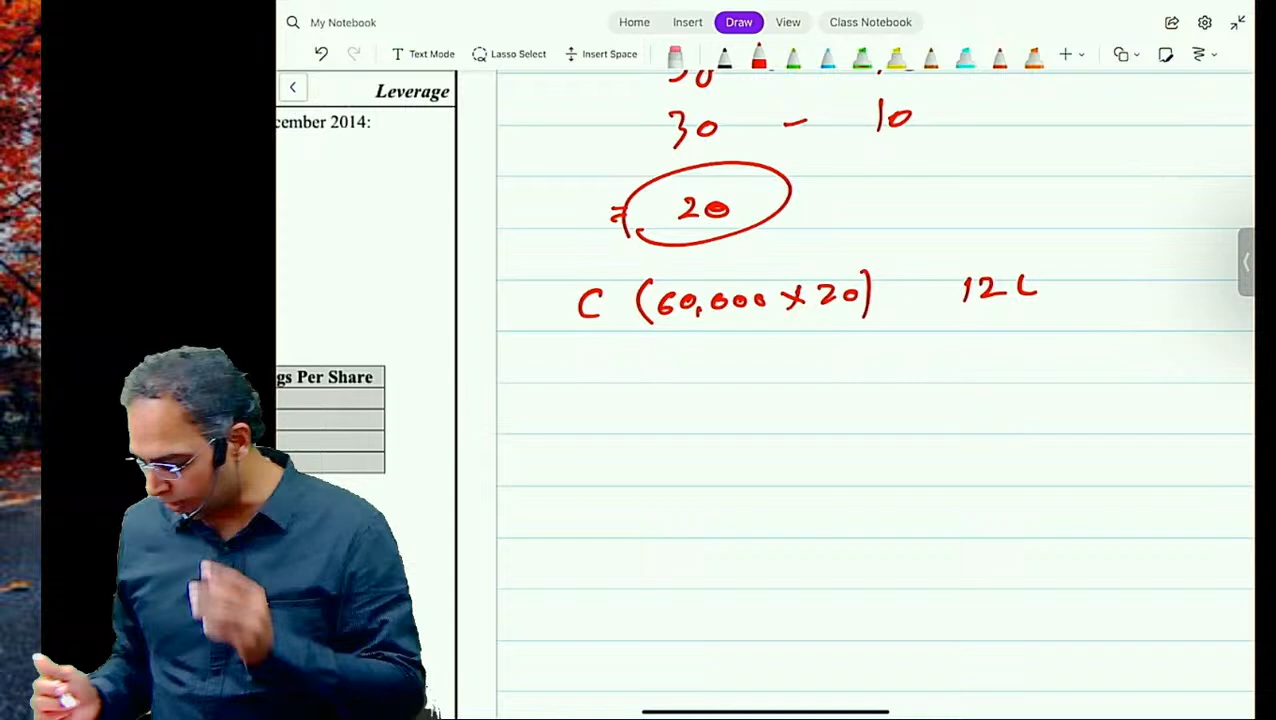 My Notebook
Home Insert Draw View Class Notebook
Text Mode Lasso Select Insert Space
Leverage
cember 2014:
30 - 10
= 20
C (60,000 × 20) 12 L
gs Per Share